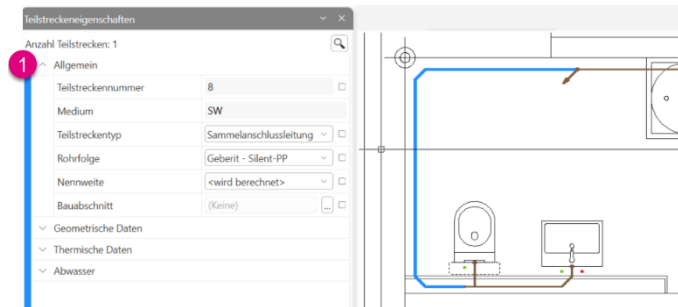 Teilstreckeneigenschaften
Anzahl Teilstrecken: 1
1
Allgemein
Teilstreckennummer 8
Medium SW
Teilstreckentyp Sammelanschlussleitung
Rohrfolge Geberit - Silent-PP
Nennweite <wird berechnet>
Bauabschnitt (Keine) ...
Geometrische Daten
Thermische Daten
Abwasser